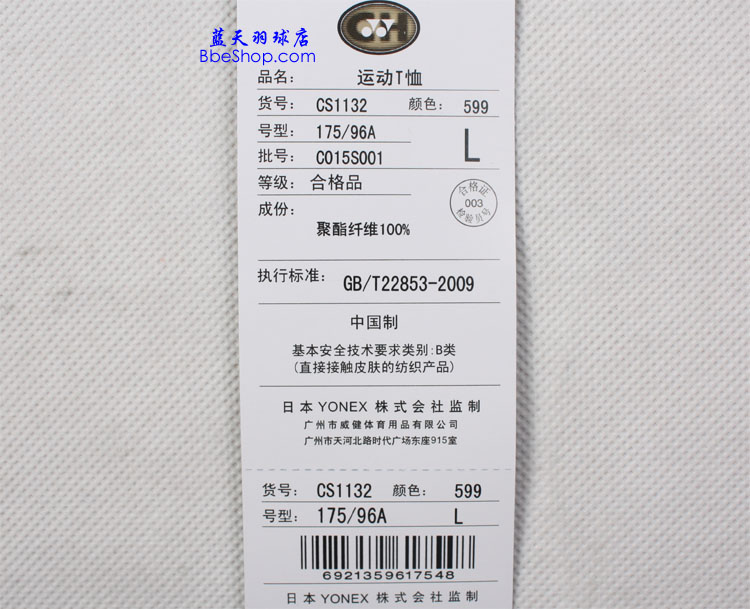 蓝天羽球店
BbeShop.com
CH
品名： 运动T恤
货号： CS1132 颜色： 599
号型： 175/96A L
批号： C015S001
等级： 合格品
合格证
003
检验员号
成份：
聚酯纤维100%
执行标准： GB/T22853-2009
中国制
基本安全技术要求类别:B类
(直接接触皮肤的纺织产品)
日本YONEX 株式会社监制
广州市威健体育用品有限公司
广州市天河北路时代广场东座915室
货号： CS1132 颜色： 599
号型： 175/96A L
6921359617548
日本YONEX 株式会社监制